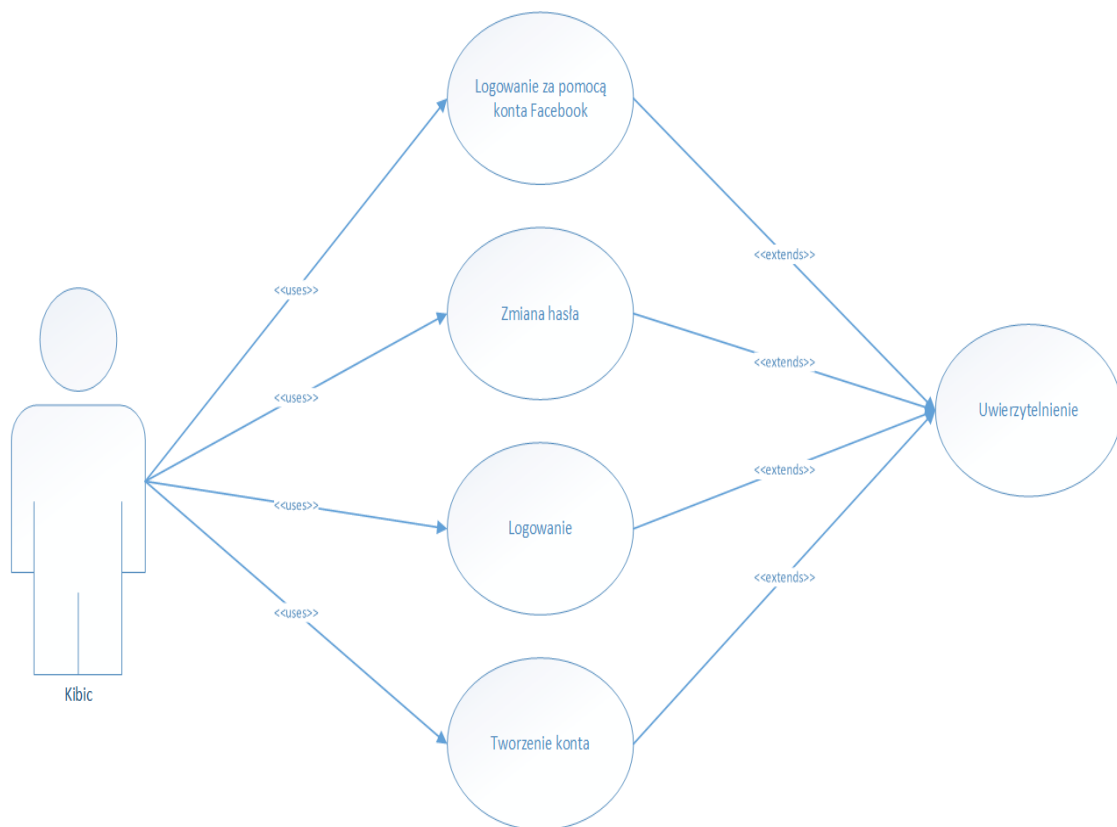 Logowanie za pomocą
konta Facebook
<<extends>>
<<uses>>
Zmiana hasła
<<extends>>
<<uses>>
Uwierzytelnienie
<<extends>>
<<uses>>
Logowanie
<<extends>>
<<uses>>
Kibic
Tworzenie konta